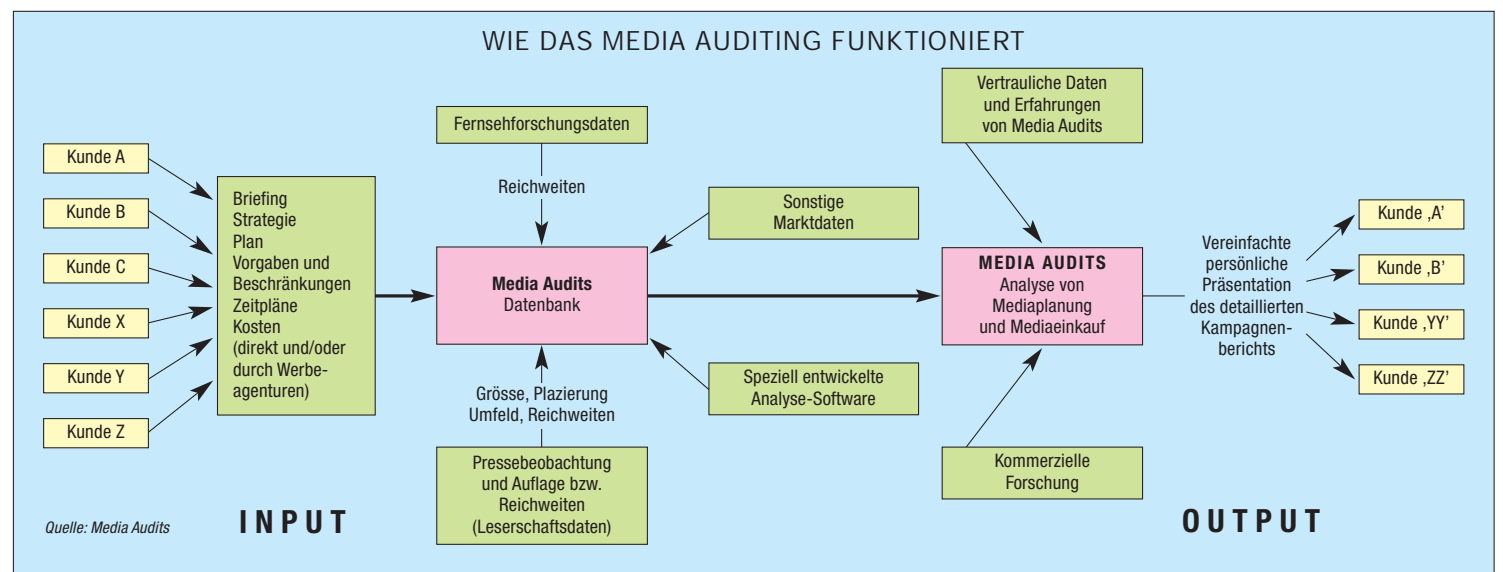 WIE DAS MEDIA AUDITING FUNKTIONIERT
Kunde A
Kunde B
Kunde C
Kunde X
Kunde Y
Kunde Z
Briefing
Strategie
Plan
Vorgaben und
Beschränkungen
Zeitpläne
Kosten
(direkt und/oder
durch Werbe-
agenturen)
Fernsehforschungsdaten
Reichweiten
Media Audits
Datenbank
Grösse, Plazierung
Umfeld, Reichweiten
Pressebeobachtung
und Auflage bzw.
Reichweiten
(Leserschaftsdaten)
Sonstige
Marktdaten
Speziell entwickelte
Analyse-Software
Vertrauliche Daten
und Erfahrungen
von Media Audits
MEDIA AUDITS
Analyse von
Mediaplanung
und Mediaeinkauf
Kommerzielle
Forschung
Vereinfachte
persönliche
Präsentation
des detaillierten
Kampagnen-
berichts
Kunde ‚A’
Kunde ‚B’
Kunde ‚YY’
Kunde ‚ZZ’
Quelle: Media Audits
INPUT
OUTPUT